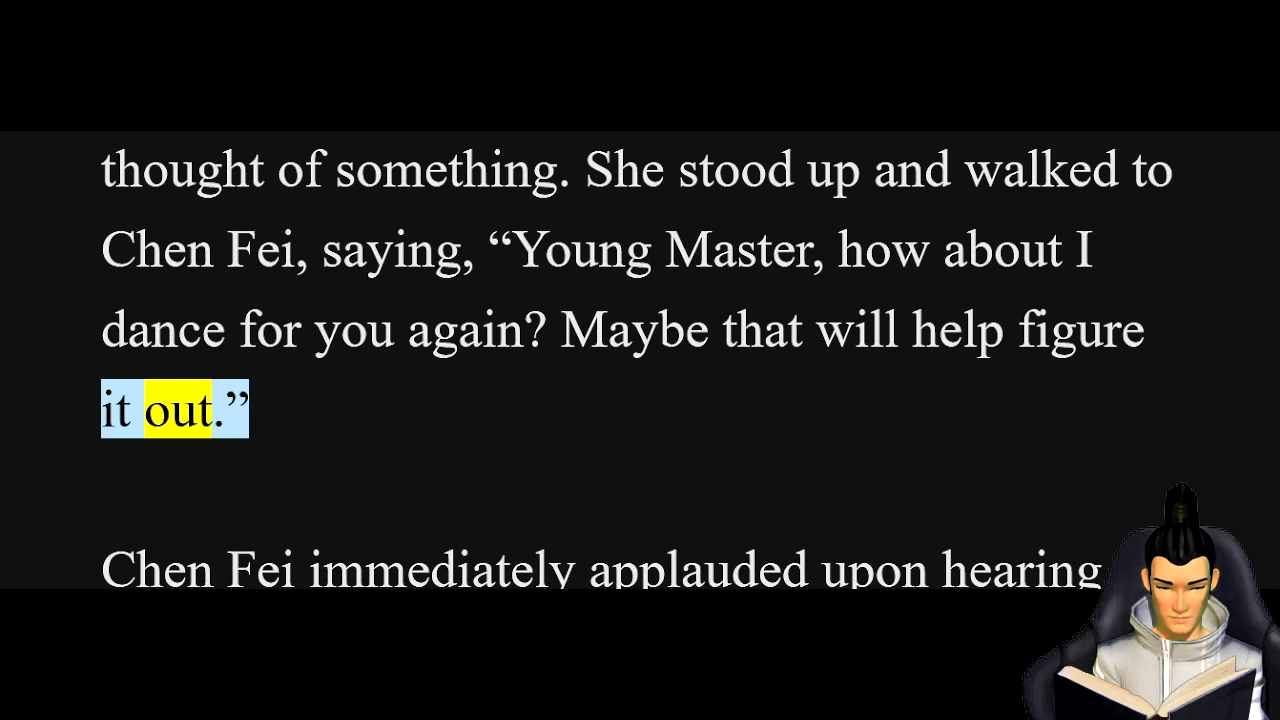 thought of something. She stood up and walked to
Chen Fei, saying, “Young Master, how about I
dance for you again? Maybe that will help figure
it out.”
Chen Fei immediately applauded upon hearing